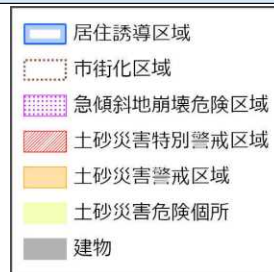 居住誘導区域
市街化区域
急傾斜地崩壊危険区域
土砂災害特別警戒区域
土砂災害警戒区域
土砂災害危険個所
建物